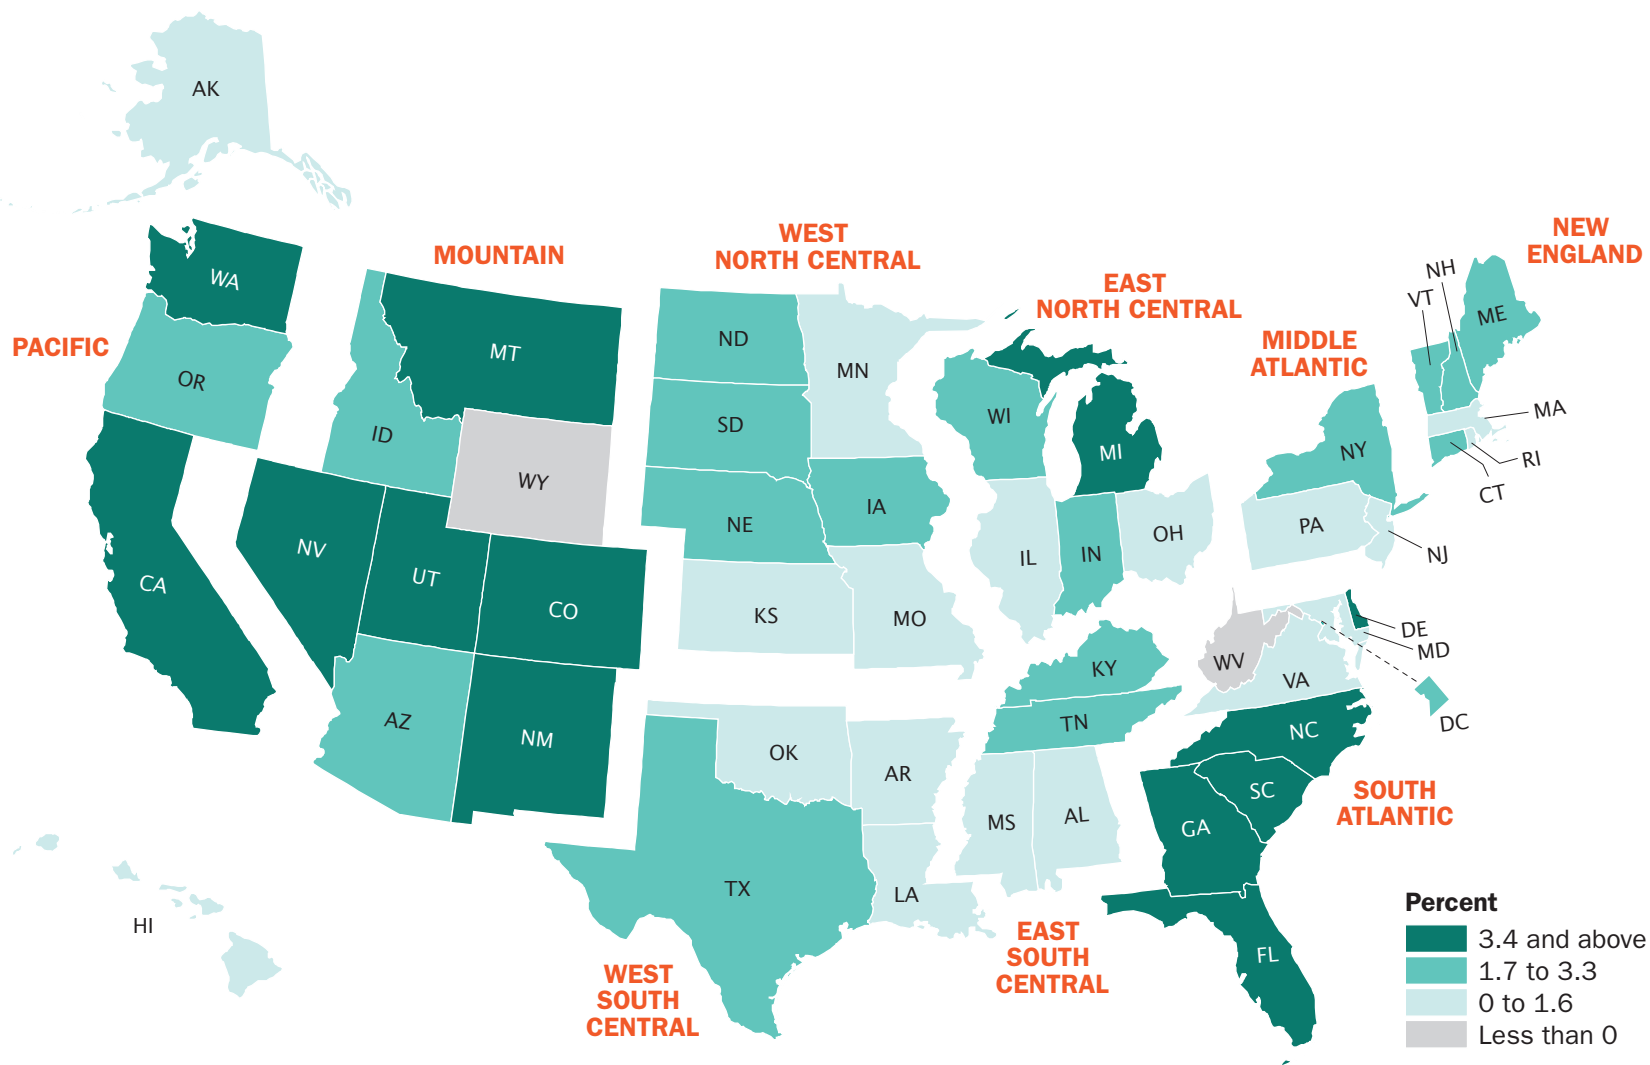 AK
WA
MOUNTAIN
WEST
NORTH CENTRAL
EAST
NORTH CENTRAL
NEW
ENGLAND
NH
VT
ME
PACIFIC
OR
MT
ID
WY
ND
MN
SD
WI
MI
MIDDLE
ATLANTIC
NY
MA
RI
CT
NV
UT
CO
CA
NE
IA
IL
IN
OH
PA
NJ
KS
MO
KY
WV
VA
DE
MD
DC
AZ
NM
OK
AR
TN
NC
SC
SOUTH
ATLANTIC
MS
AL
GA
TX
LA
FL
HI
WEST
SOUTH
CENTRAL
EAST
SOUTH
CENTRAL
Percent
3.4 and above
1.7 to 3.3
0 to 1.6
Less than 0